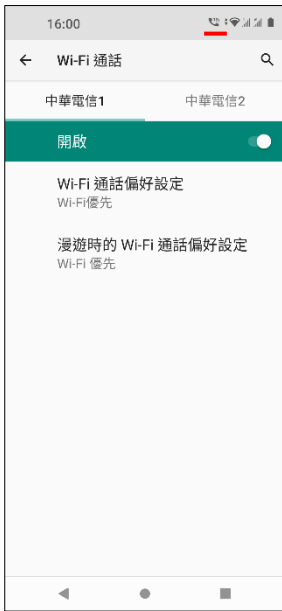 16:00
Wi-Fi 通話
中華電信1
中華電信2
開啟
Wi-Fi 通話偏好設定
Wi-Fi優先
漫遊時的 Wi-Fi 通話偏好設定
Wi-Fi 優先